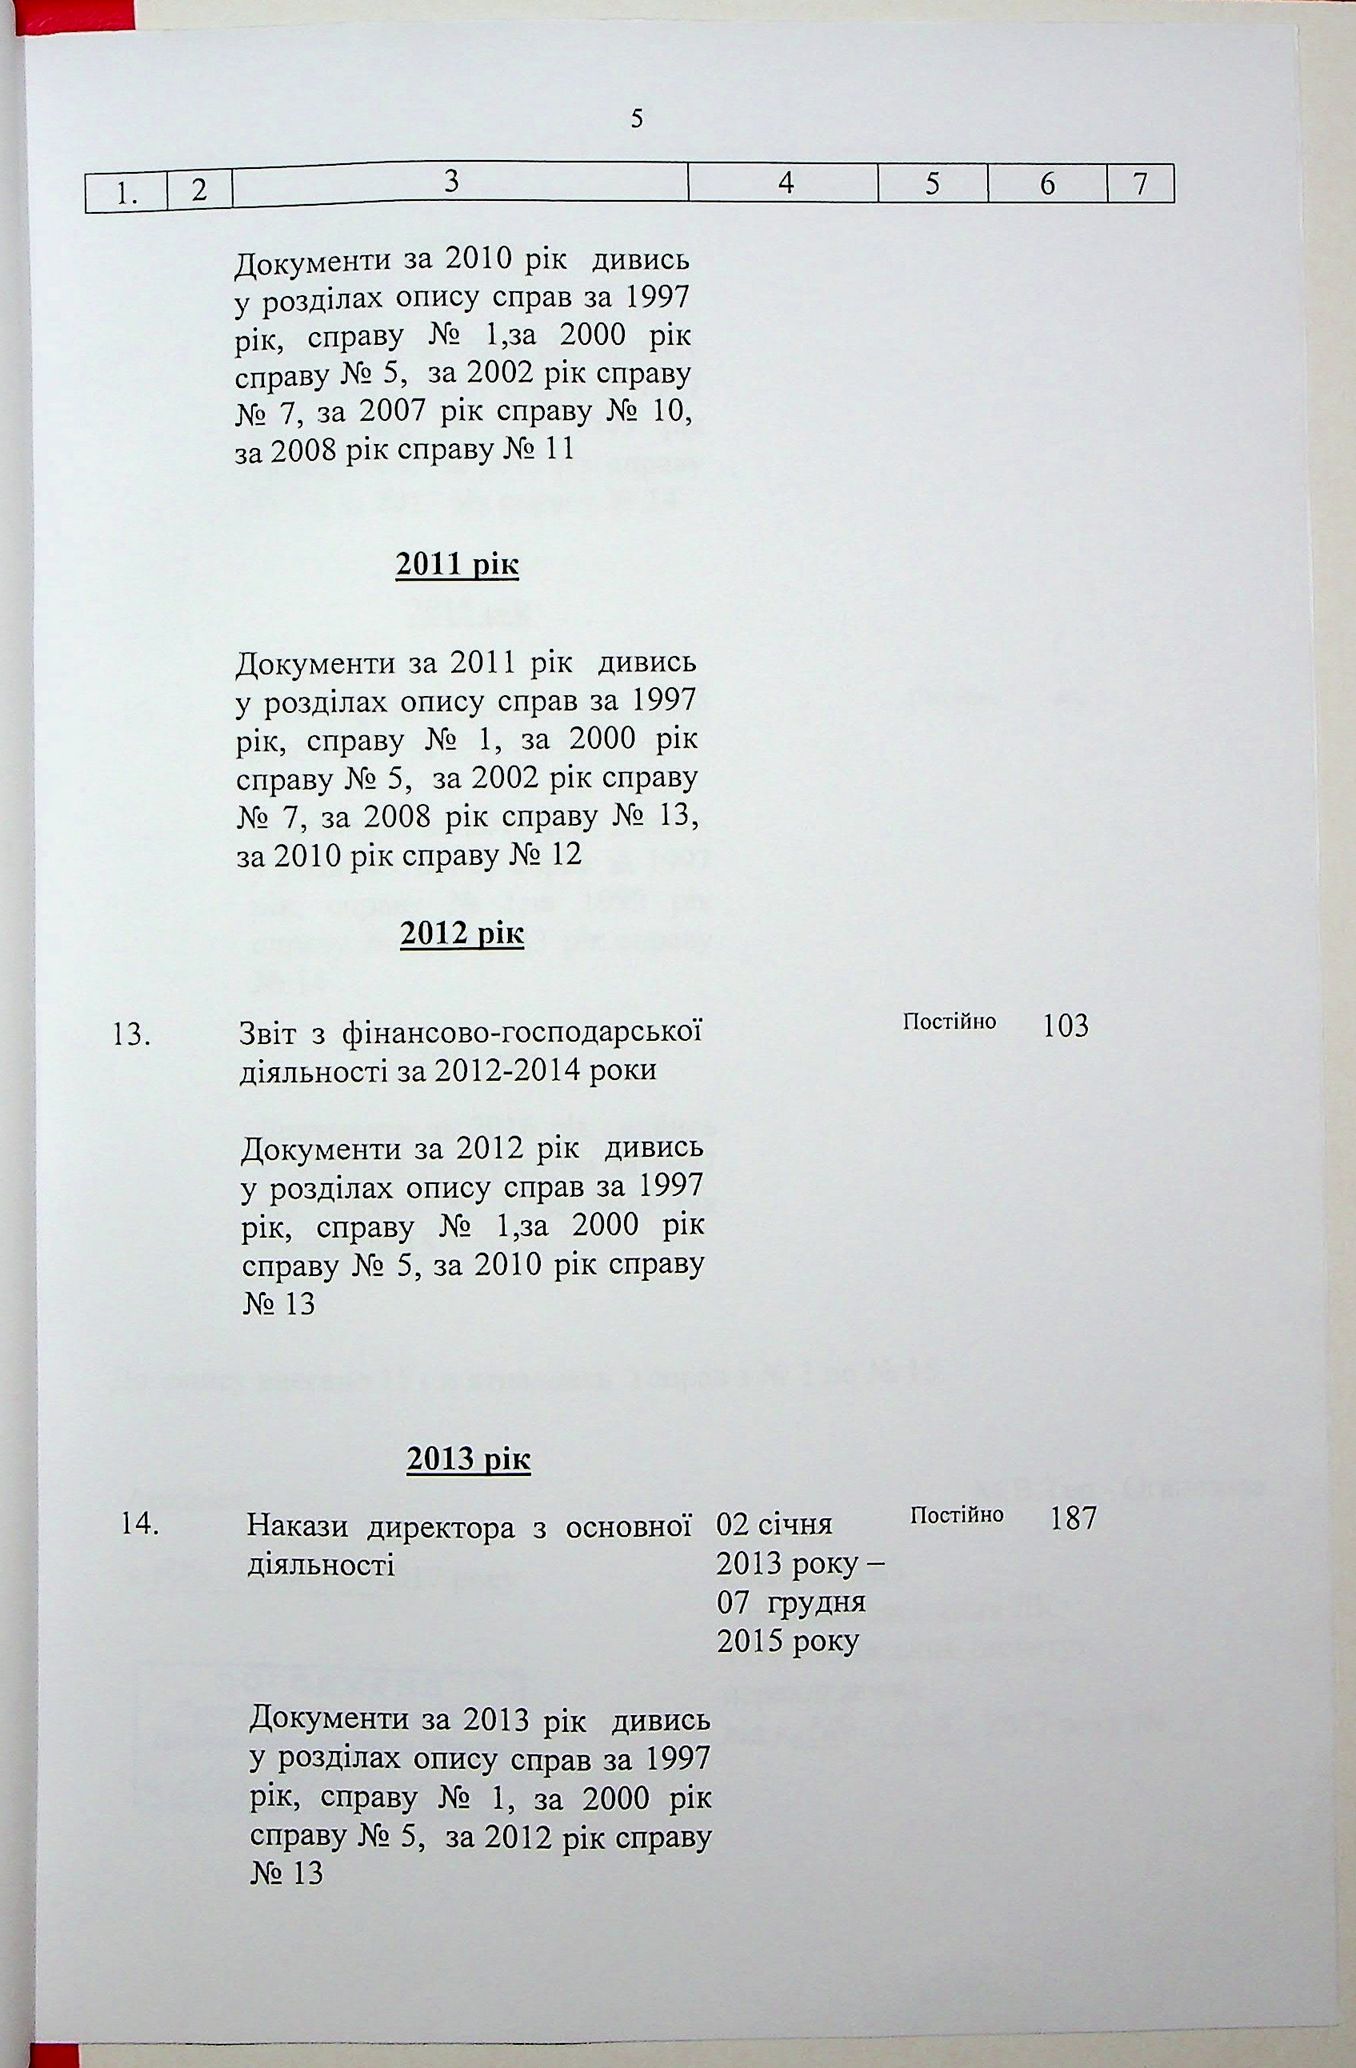 5
1. 2 3 4 5 6 7
Документи за 2010 рік дивись
у розділах опису справ за 1997
рік, справу № 1,за 2000 рік
справу № 5, за 2002 рік справу
№ 7, за 2007 рік справу № 10,
за 2008 рік справу № 11
2011 рік
Документи за 2011 рік дивись
у розділах опису справ за 1997
рік, справу № 1, за 2000 рік
справу № 5, за 2002 рік справу
№ 7, за 2008 рік справу № 13,
за 2010 рік справу № 12
2012 рік
13. Звіт з фінансово-господарської Постійно 103
діяльності за 2012-2014 роки
Документи за 2012 рік дивись
у розділах опису справ за 1997
рік, справу № 1,за 2000 рік
справу № 5, за 2010 рік справу
№ 13
2013 рік
14. Накази директора з основної 02 січня Постійно 187
діяльності 2013 року –
07 грудня
2015 року
Документи за 2013 рік дивись
у розділах опису справ за 1997
рік, справу № 1, за 2000 рік
справу № 5, за 2012 рік справу
№ 13